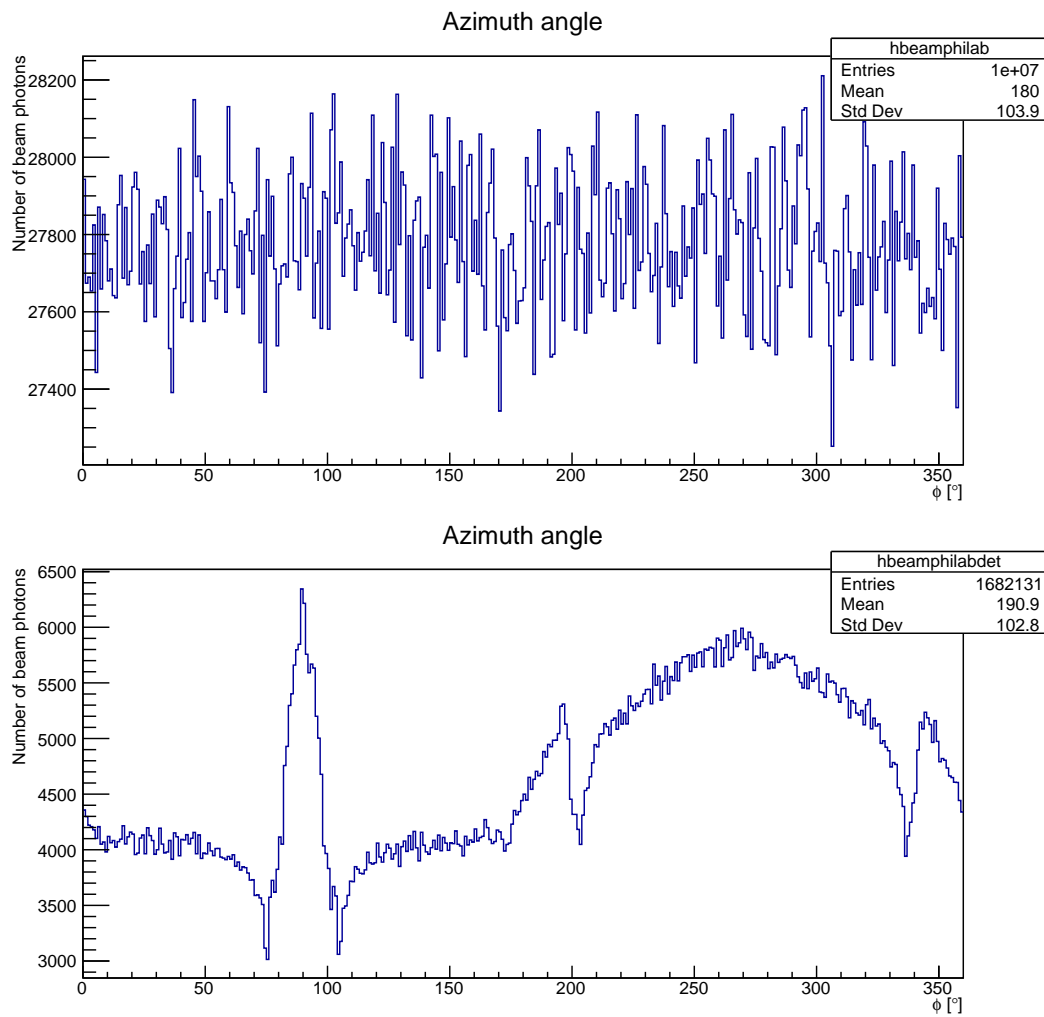 Azimuth angle
hbeamphilab
Entries 1e+07
Mean 180
Std Dev 103.9
Number of beam photons
28200
28000
27800
27600
27400
0 50 100 150 200 250 300 350
ϕ [°]
Azimuth angle
hbeamphilabdet
Entries 1682131
Mean 190.9
Std Dev 102.8
Number of beam photons
6500
6000
5500
5000
4500
4000
3500
3000
0 50 100 150 200 250 300 350
ϕ [°]